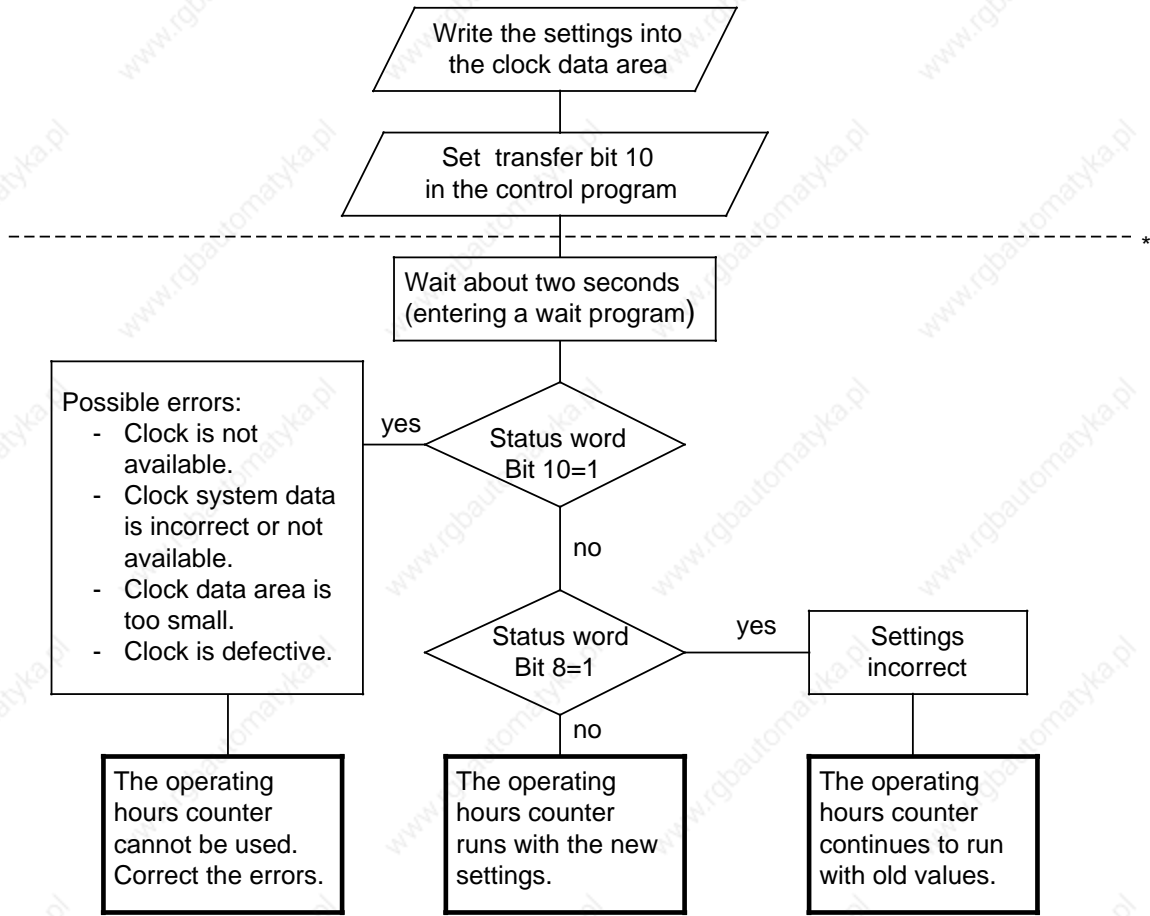 Write the settings into
the clock data area
Set transfer bit 10
in the control program
*
Wait about two seconds
(entering a wait program)
Possible errors:
- Clock is not
available.
- Clock system data
is incorrect or not
available.
- Clock data area is
too small.
- Clock is defective.
yes
Status word
Bit 10=1
no
Status word
Bit 8=1
yes
Settings
incorrect
no
The operating
hours counter
cannot be used.
Correct the errors.
The operating
hours counter
runs with the new
settings.
The operating
hours counter
continues to run
with old values.
www.rgbautomatyka.pl